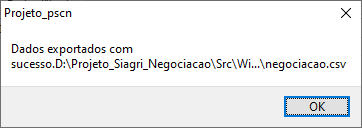 Projeto_pscn
Dados exportados com
sucesso.D:\Projeto_Siagri_Negociacao\Src\Wi...\negociacao.csv
OK